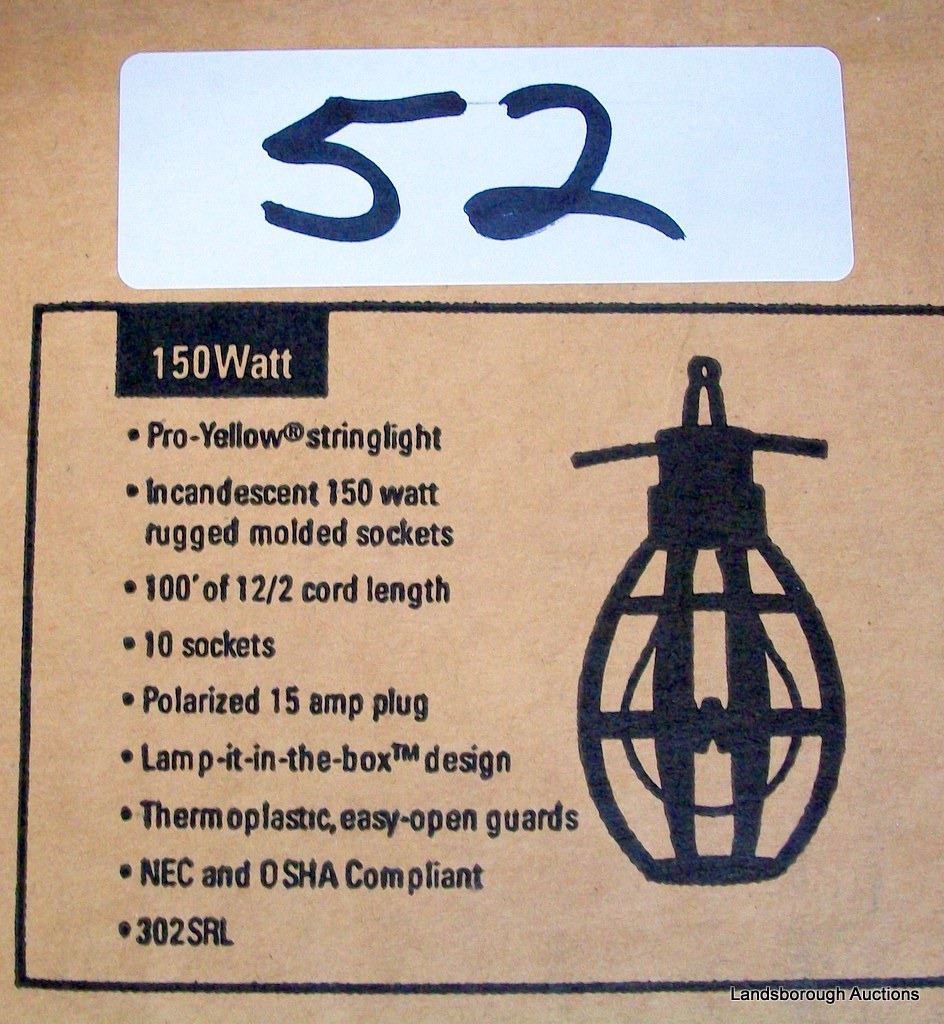 52
150Watt
• Pro-Yellow® stringlight
• Incandescent 150 watt
rugged molded sockets
• 100' of 12/2 cord length
• 10 sockets
• Polarized 15 amp plug
• Lamp-it-in-the-box™ design
• Thermoplastic, easy-open guards
• NEC and OSHA Compliant
• 302SRL
Landsborough Auctions